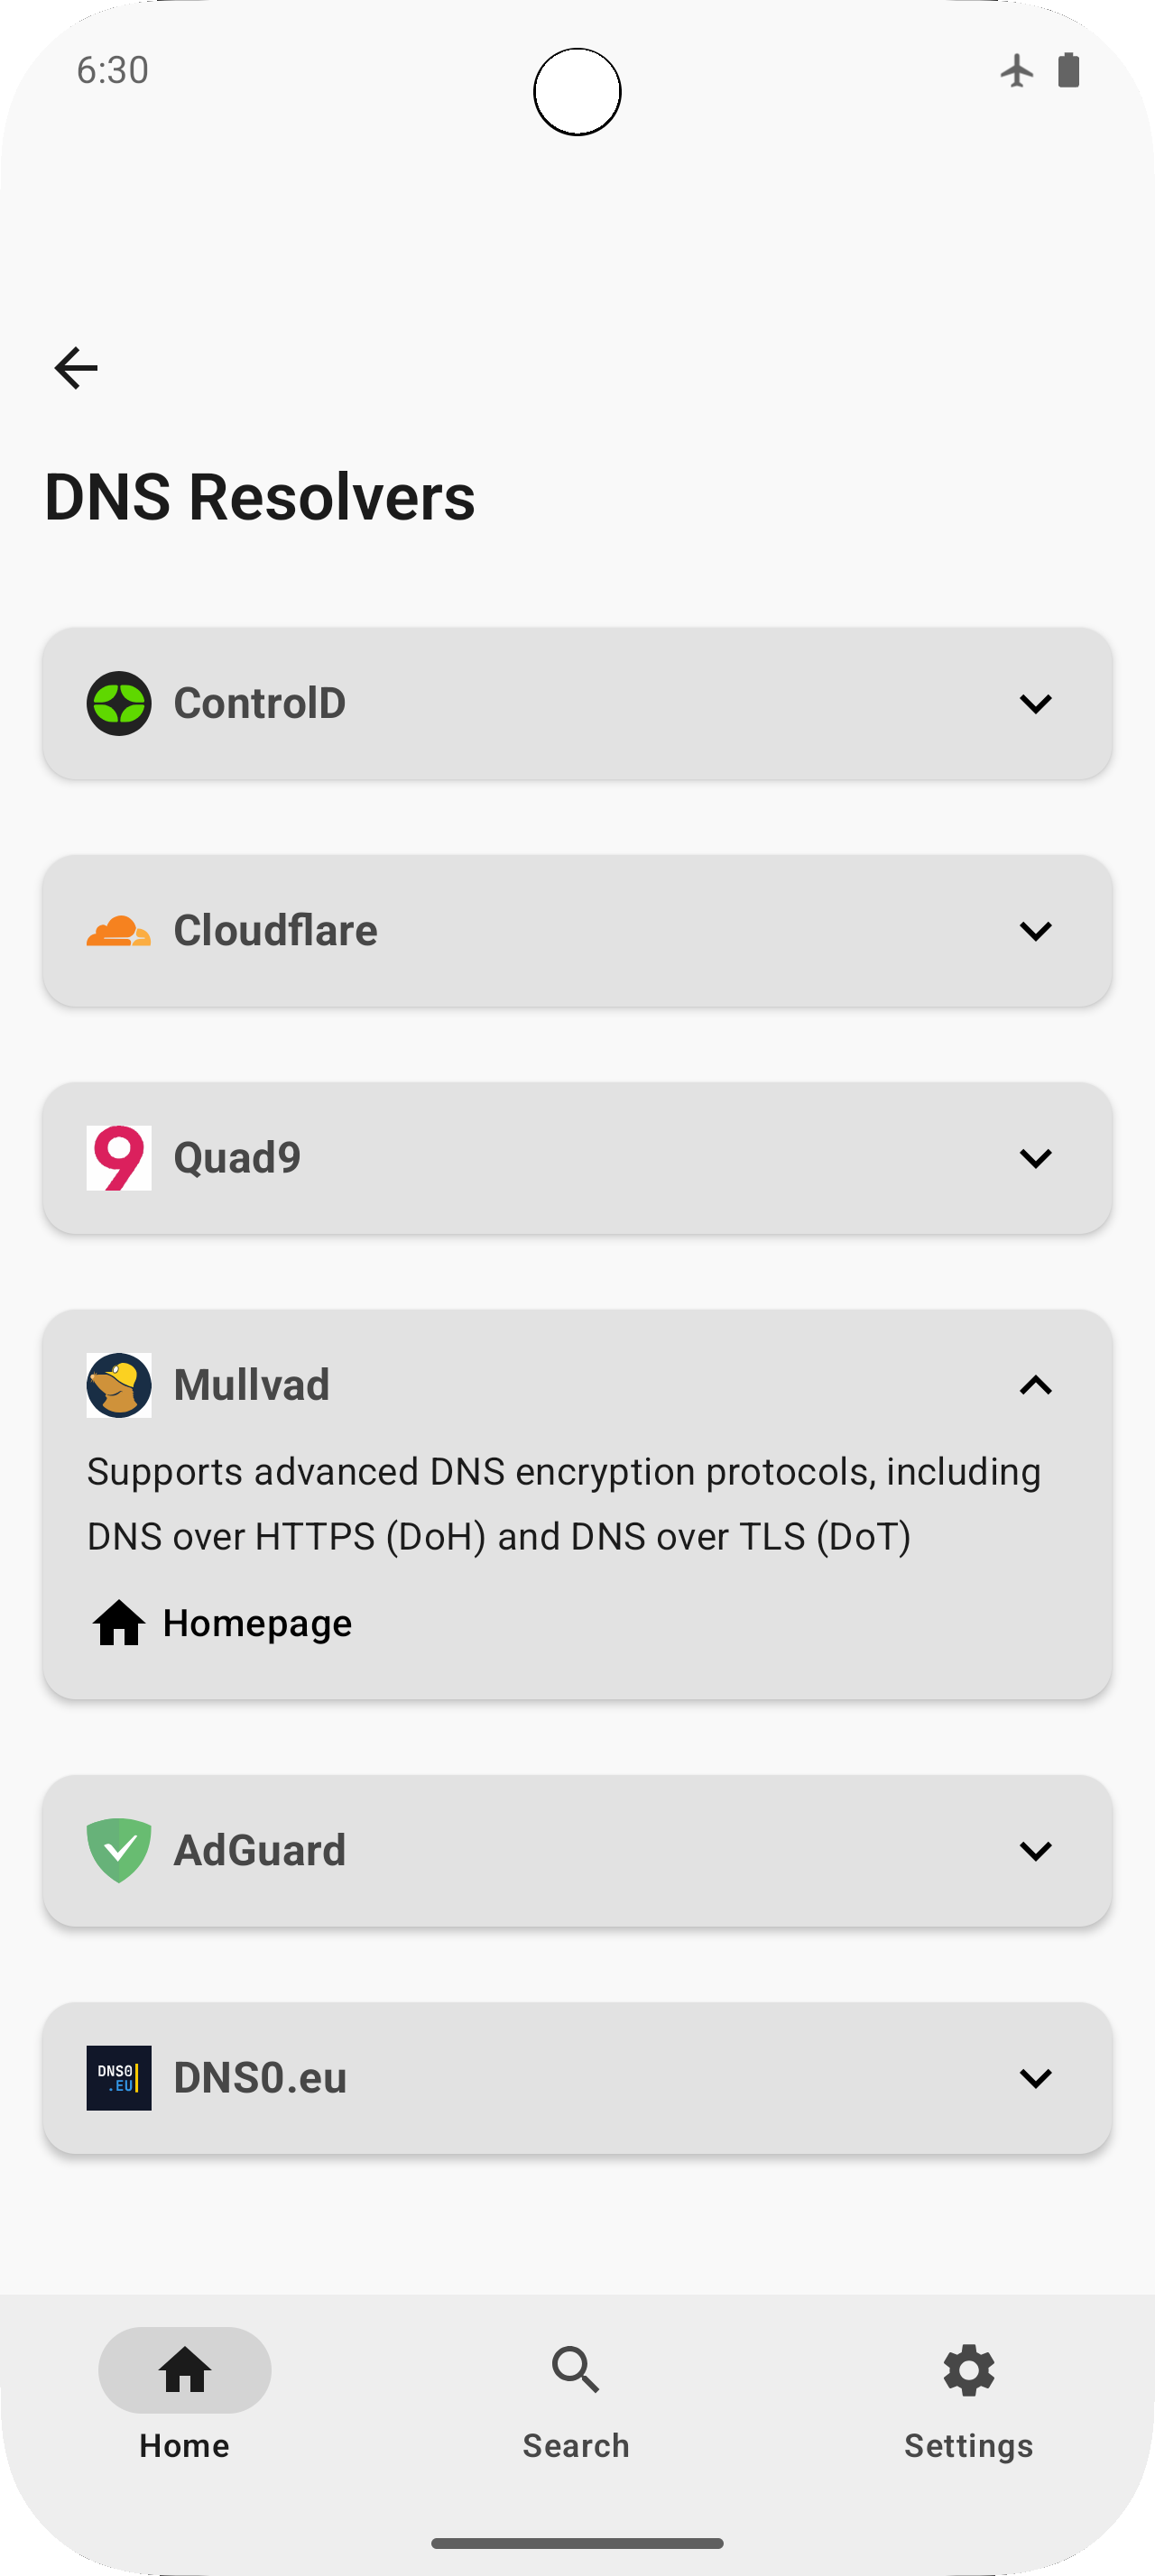 6:30
DNS Resolvers
ControlD
Cloudflare
Quad9
Mullvad
Supports advanced DNS encryption protocols, including
DNS over HTTPS (DoH) and DNS over TLS (DoT)
Homepage
AdGuard
DNS0
.EU
DNS0.eu
Home
Search
Settings